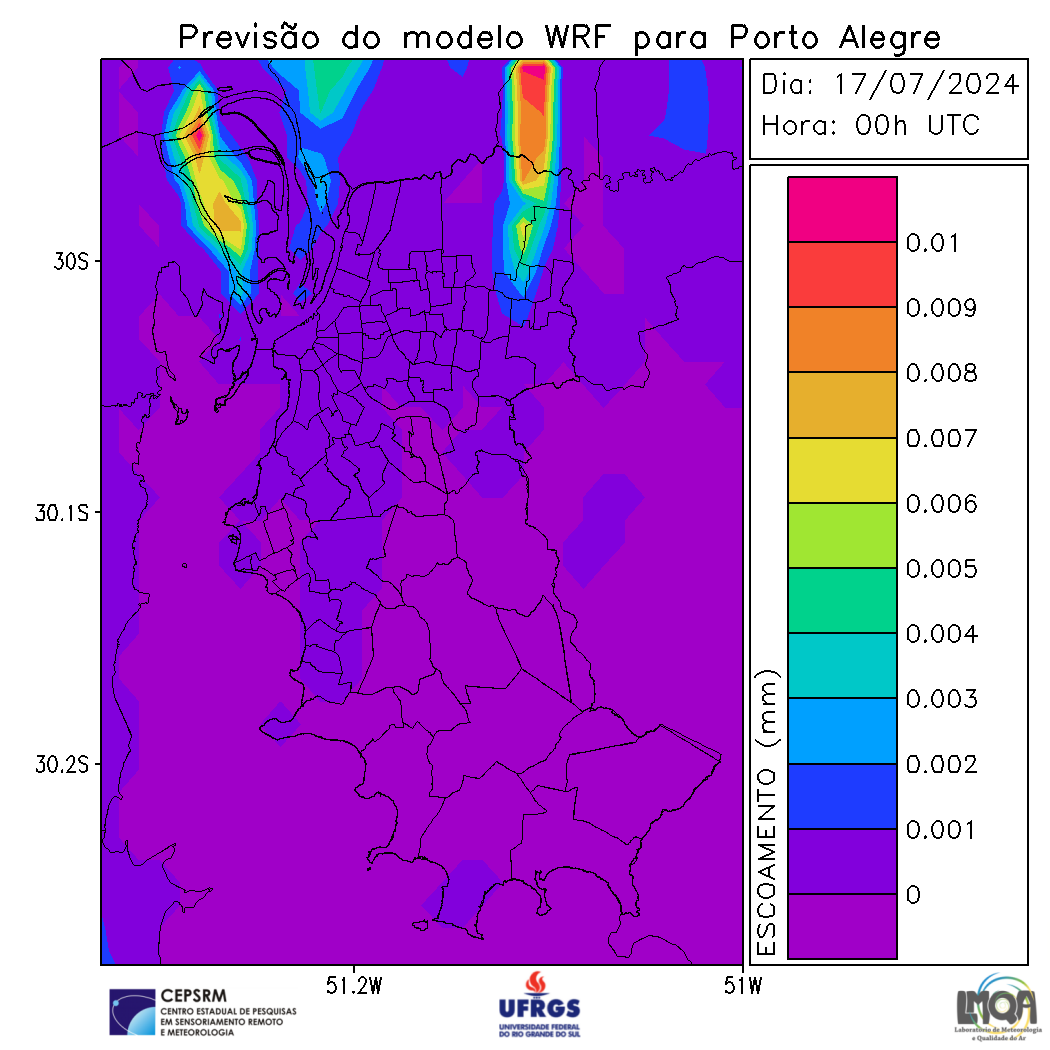 Previsão do modelo WRF para Porto Alegre
Dia: 17/07/2024
Hora: 00h UTC
30S
30.1S
30.2S
51.2W
51W
ESCOAMENTO (mm)
0.01
0.009
0.008
0.007
0.006
0.005
0.004
0.003
0.002
0.001
0
CEPSRM
CENTRO ESTADUAL DE PESQUISAS
EM SENSORIAMENTO REMOTO
E METEOROLOGIA
UFRGS
UNIVERSIDADE FEDERAL
DO RIO GRANDE DO SUL
LMQA
Laboratório de Meteorologia
e Qualidade do Ar